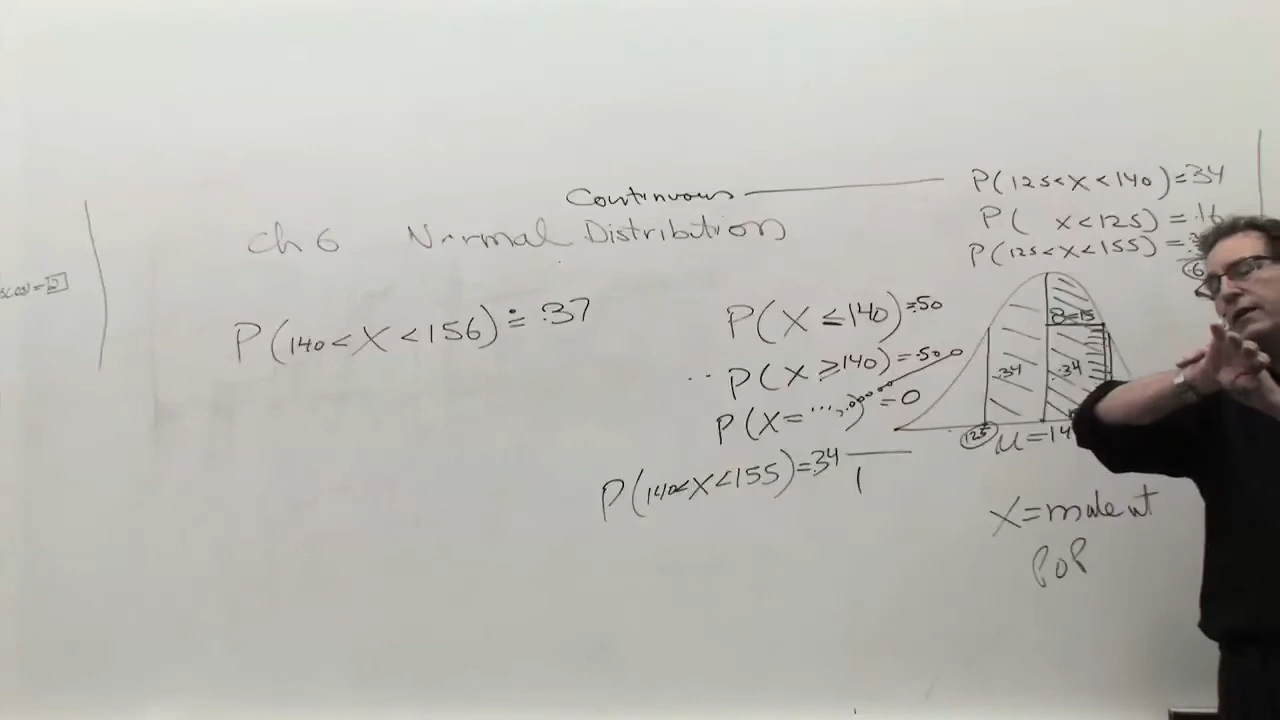 Continuous
Ch 6 Normal Distribution
P(140<X<156)≐.37
P(X≤140)=.50
P(X≥140)=.50
P(X=...)=0
P(140<X<155)=.34
P(125<X<140)=.34
P( X<125)=.16
P(125<X<155)=
δ=15
.34 .34
125 μ=14
X=male wt
POP